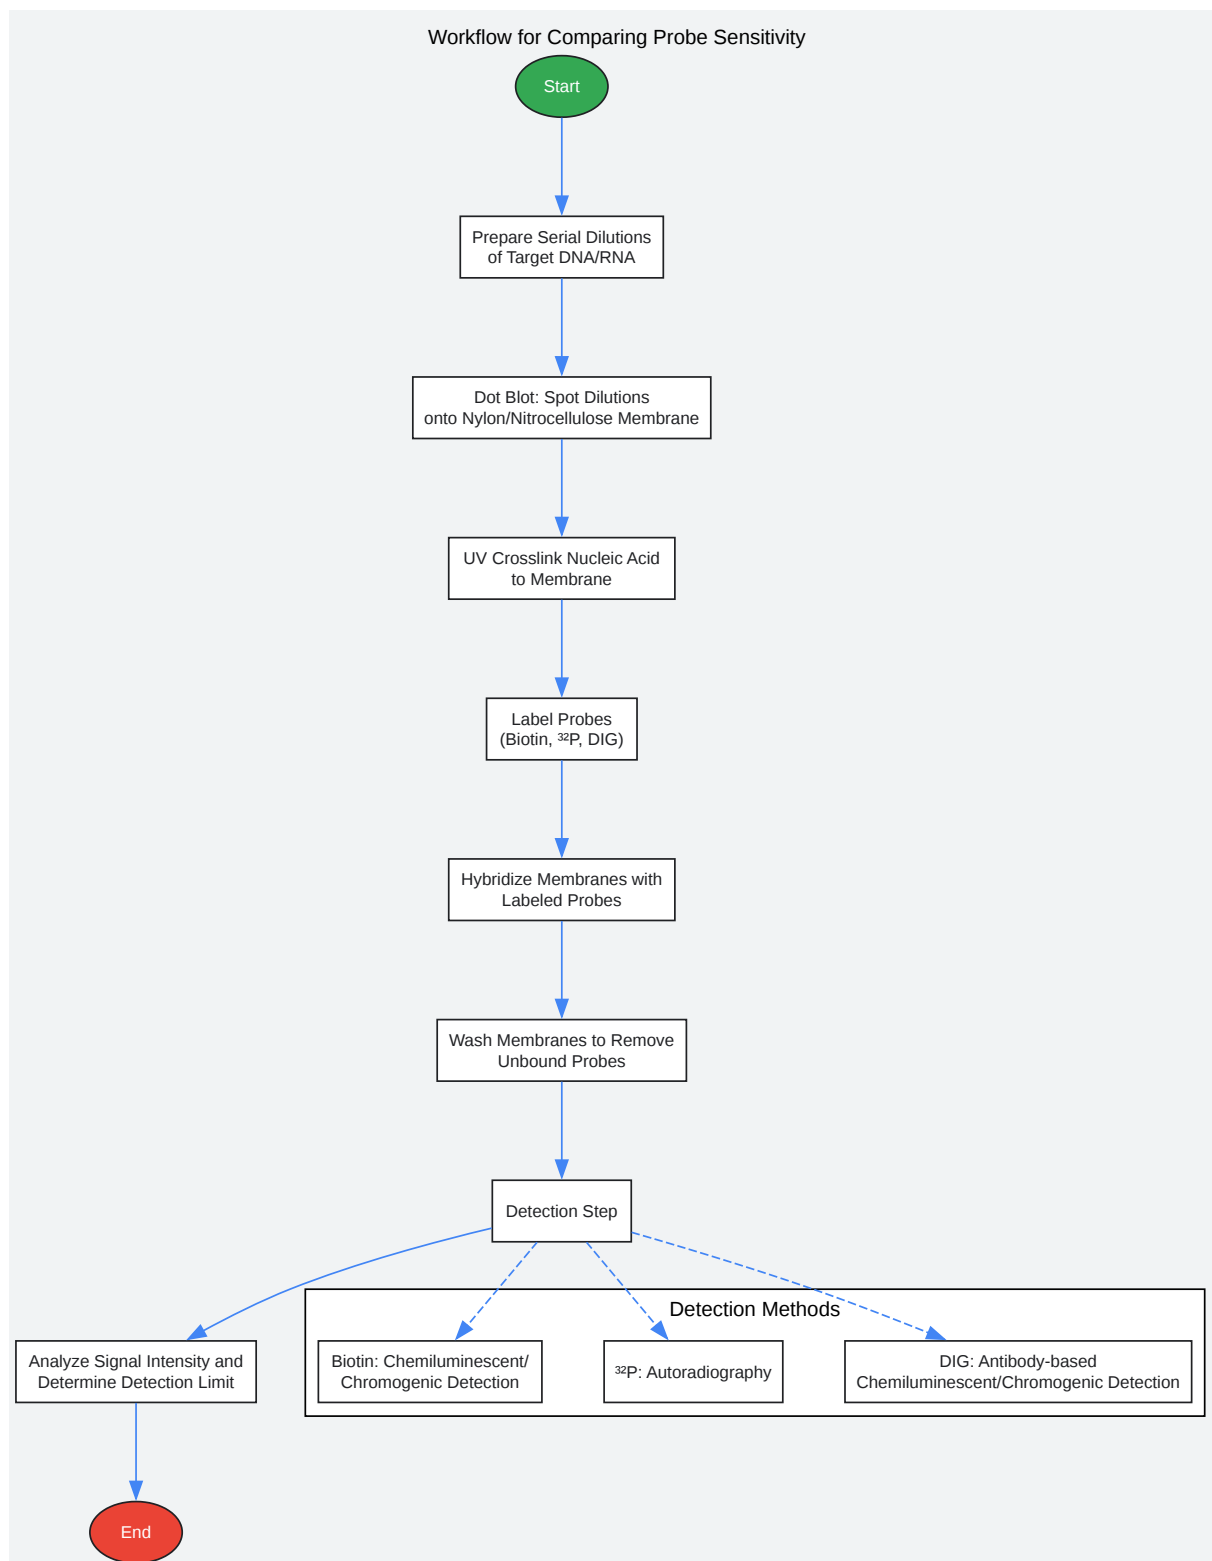 Workflow for Comparing Probe Sensitivity
Start
Prepare Serial Dilutions
of Target DNA/RNA
Dot Blot: Spot Dilutions
onto Nylon/Nitrocellulose Membrane
UV Crosslink Nucleic Acid
to Membrane
Label Probes
(Biotin, ³²P, DIG)
Hybridize Membranes with
Labeled Probes
Wash Membranes to Remove
Unbound Probes
Detection Step
Detection Methods
Analyze Signal Intensity and
Determine Detection Limit
Biotin: Chemiluminescent/
Chromogenic Detection
³²P: Autoradiography
DIG: Antibody-based
Chemiluminescent/Chromogenic Detection
End